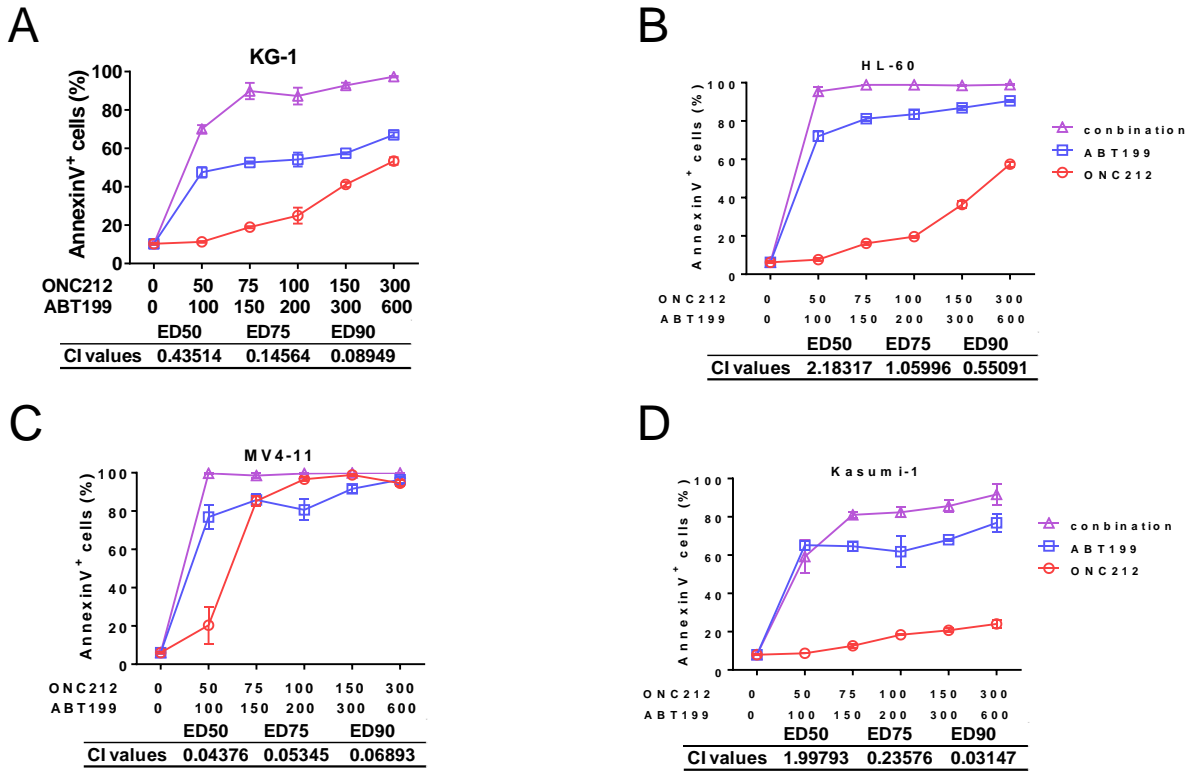 A
KG-1
AnnexinV⁺ cells (%)
100
80
60
40
20
0
ONC212 0 50 75 100 150 300
ABT199 0 100 150 200 300 600
ED50 ED75 ED90
CI values 0.43514 0.14564 0.08949
B
HL-60
AnnexinV⁺ cells (%)
100
80
60
40
20
0
ONC212 0 50 75 100 150 300
ABT199 0 100 150 200 300 600
ED50 ED75 ED90
CI values 2.18317 1.05996 0.55091
conbination
ABT199
ONC212
C
MV4-11
AnnexinV⁺ cells (%)
100
80
60
40
20
0
ONC212 0 50 75 100 150 300
ABT199 0 100 150 200 300 600
ED50 ED75 ED90
CI values 0.04376 0.05345 0.06893
D
Kasumi-1
AnnexinV⁺ cells (%)
100
80
60
40
20
0
ONC212 0 50 75 100 150 300
ABT199 0 100 150 200 300 600
ED50 ED75 ED90
CI values 1.99793 0.23576 0.03147
conbination
ABT199
ONC212